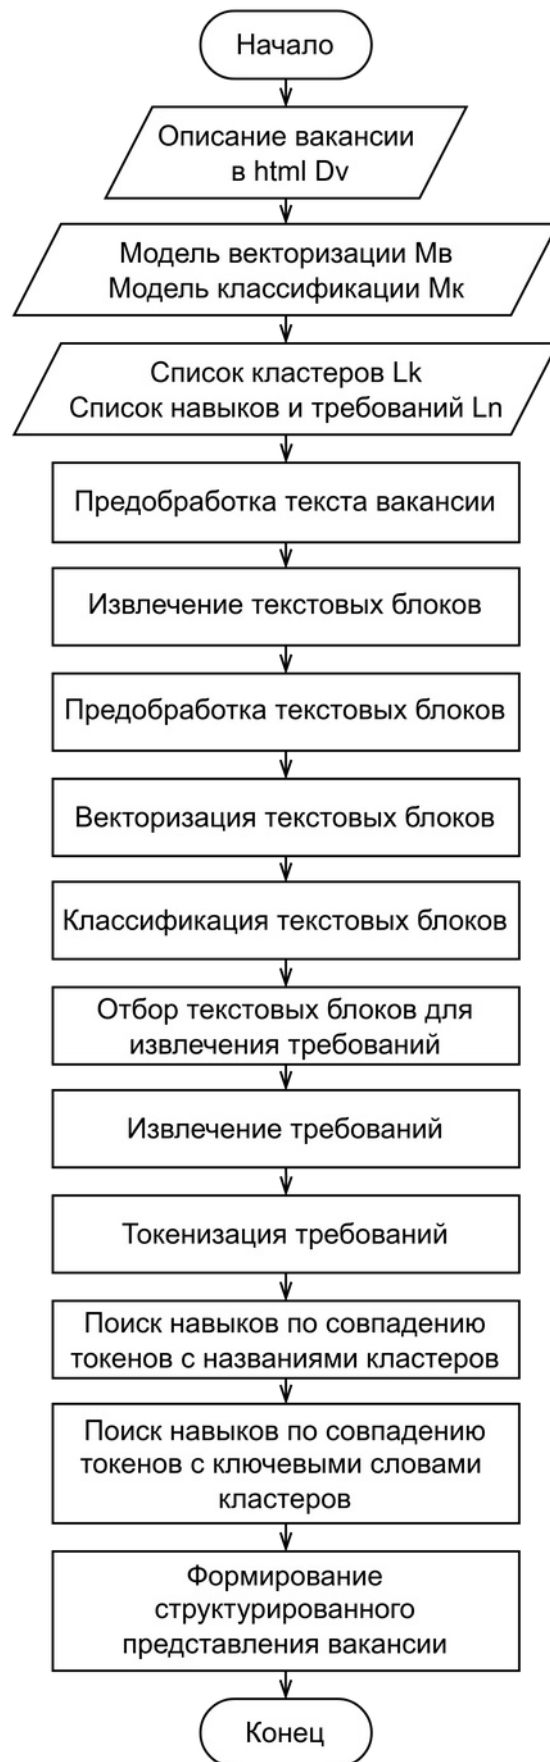 Начало
Описание вакансии
в html Dv
Модель векторизации Мв
Модель классификации Мк
Список кластеров Lk
Список навыков и требований Ln
Предобработка текста вакансии
Извлечение текстовых блоков
Предобработка текстовых блоков
Векторизация текстовых блоков
Классификация текстовых блоков
Отбор текстовых блоков для
извлечения требований
Извлечение требований
Токенизация требований
Поиск навыков по совпадению
токенов с названиями кластеров
Поиск навыков по совпадению
токенов с ключевыми словами
кластеров
Формирование
структурированного
представления вакансии
Конец